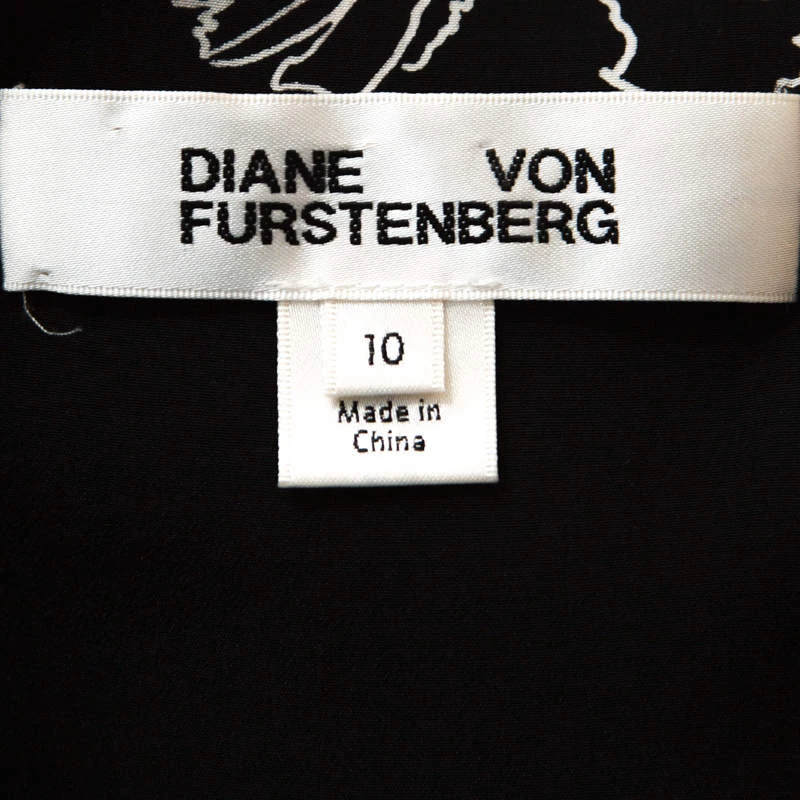 DIANE VON
FURSTENBERG
10
Made in
China